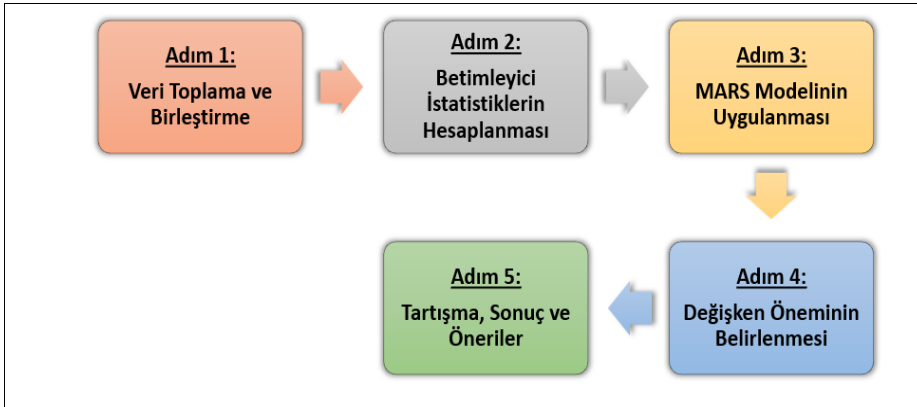 Adım 1:
Veri Toplama ve
Birleştirme
Adım 2:
Betimleyici
İstatistiklerin
Hesaplanması
Adım 3:
MARS Modelinin
Uygulanması
Adım 4:
Değişken Öneminin
Belirlenmesi
Adım 5:
Tartışma, Sonuç ve
Öneriler